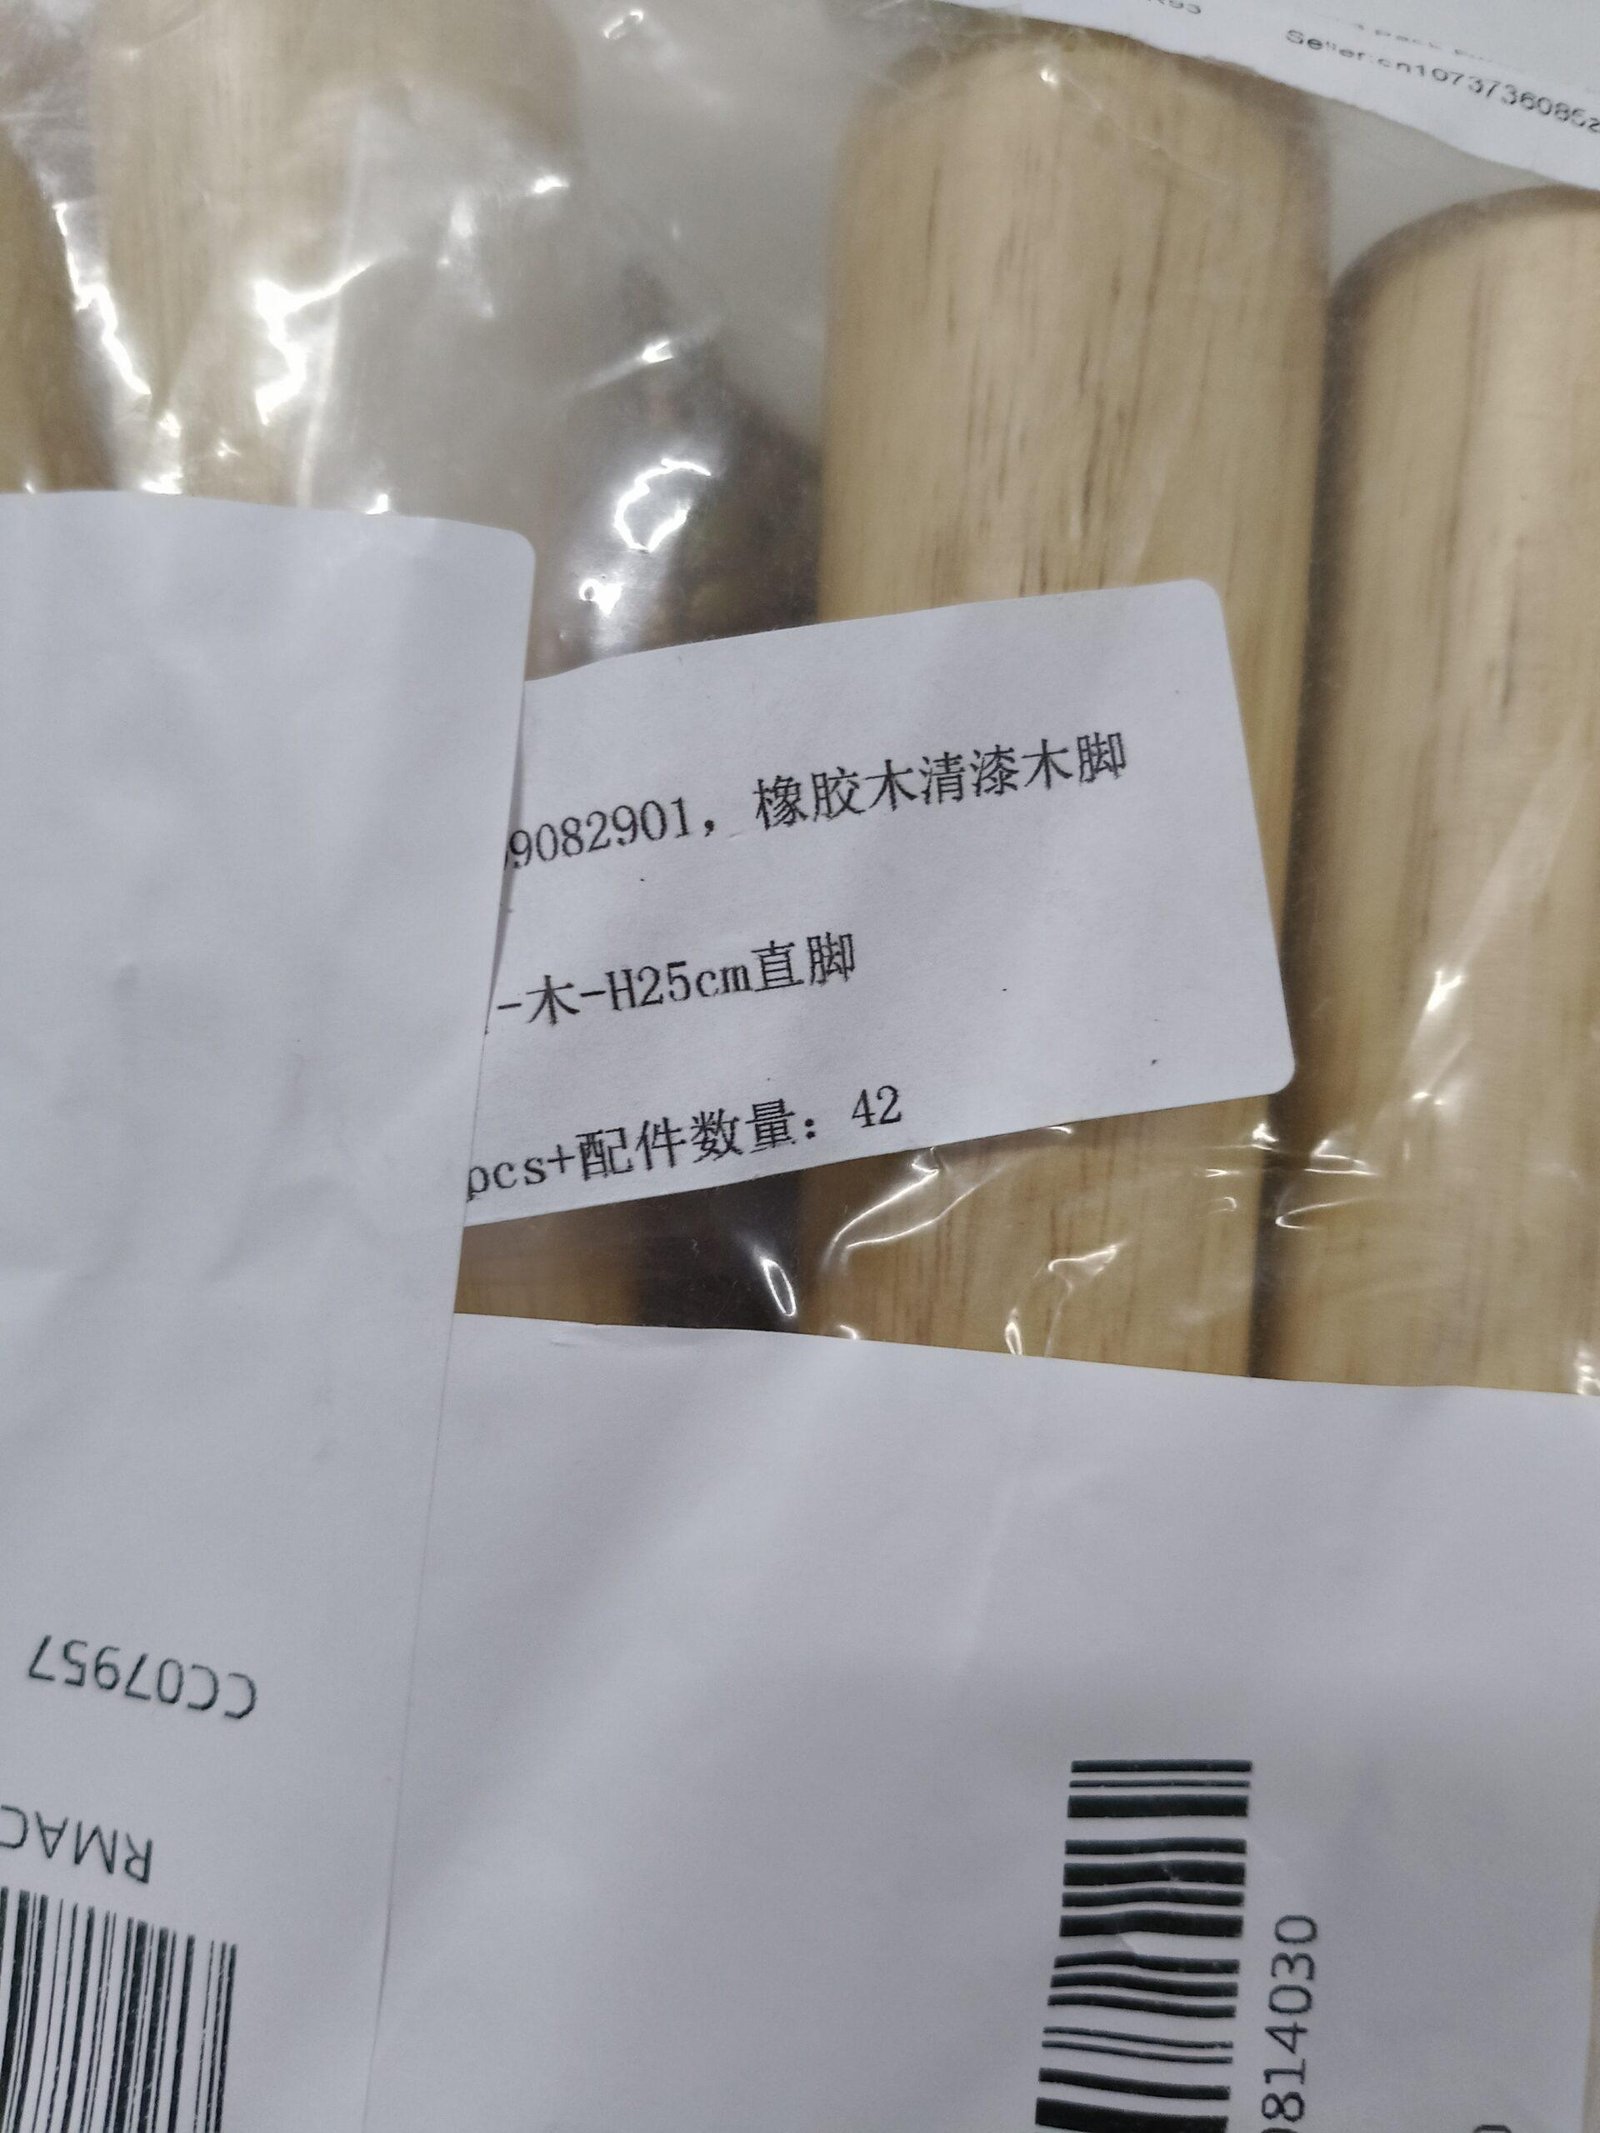 Seller:cn1073736085
9082901，橡胶木清漆木脚
-木-H25cm直脚
pcs+配件数量：42
CC07957
RMAC
814030